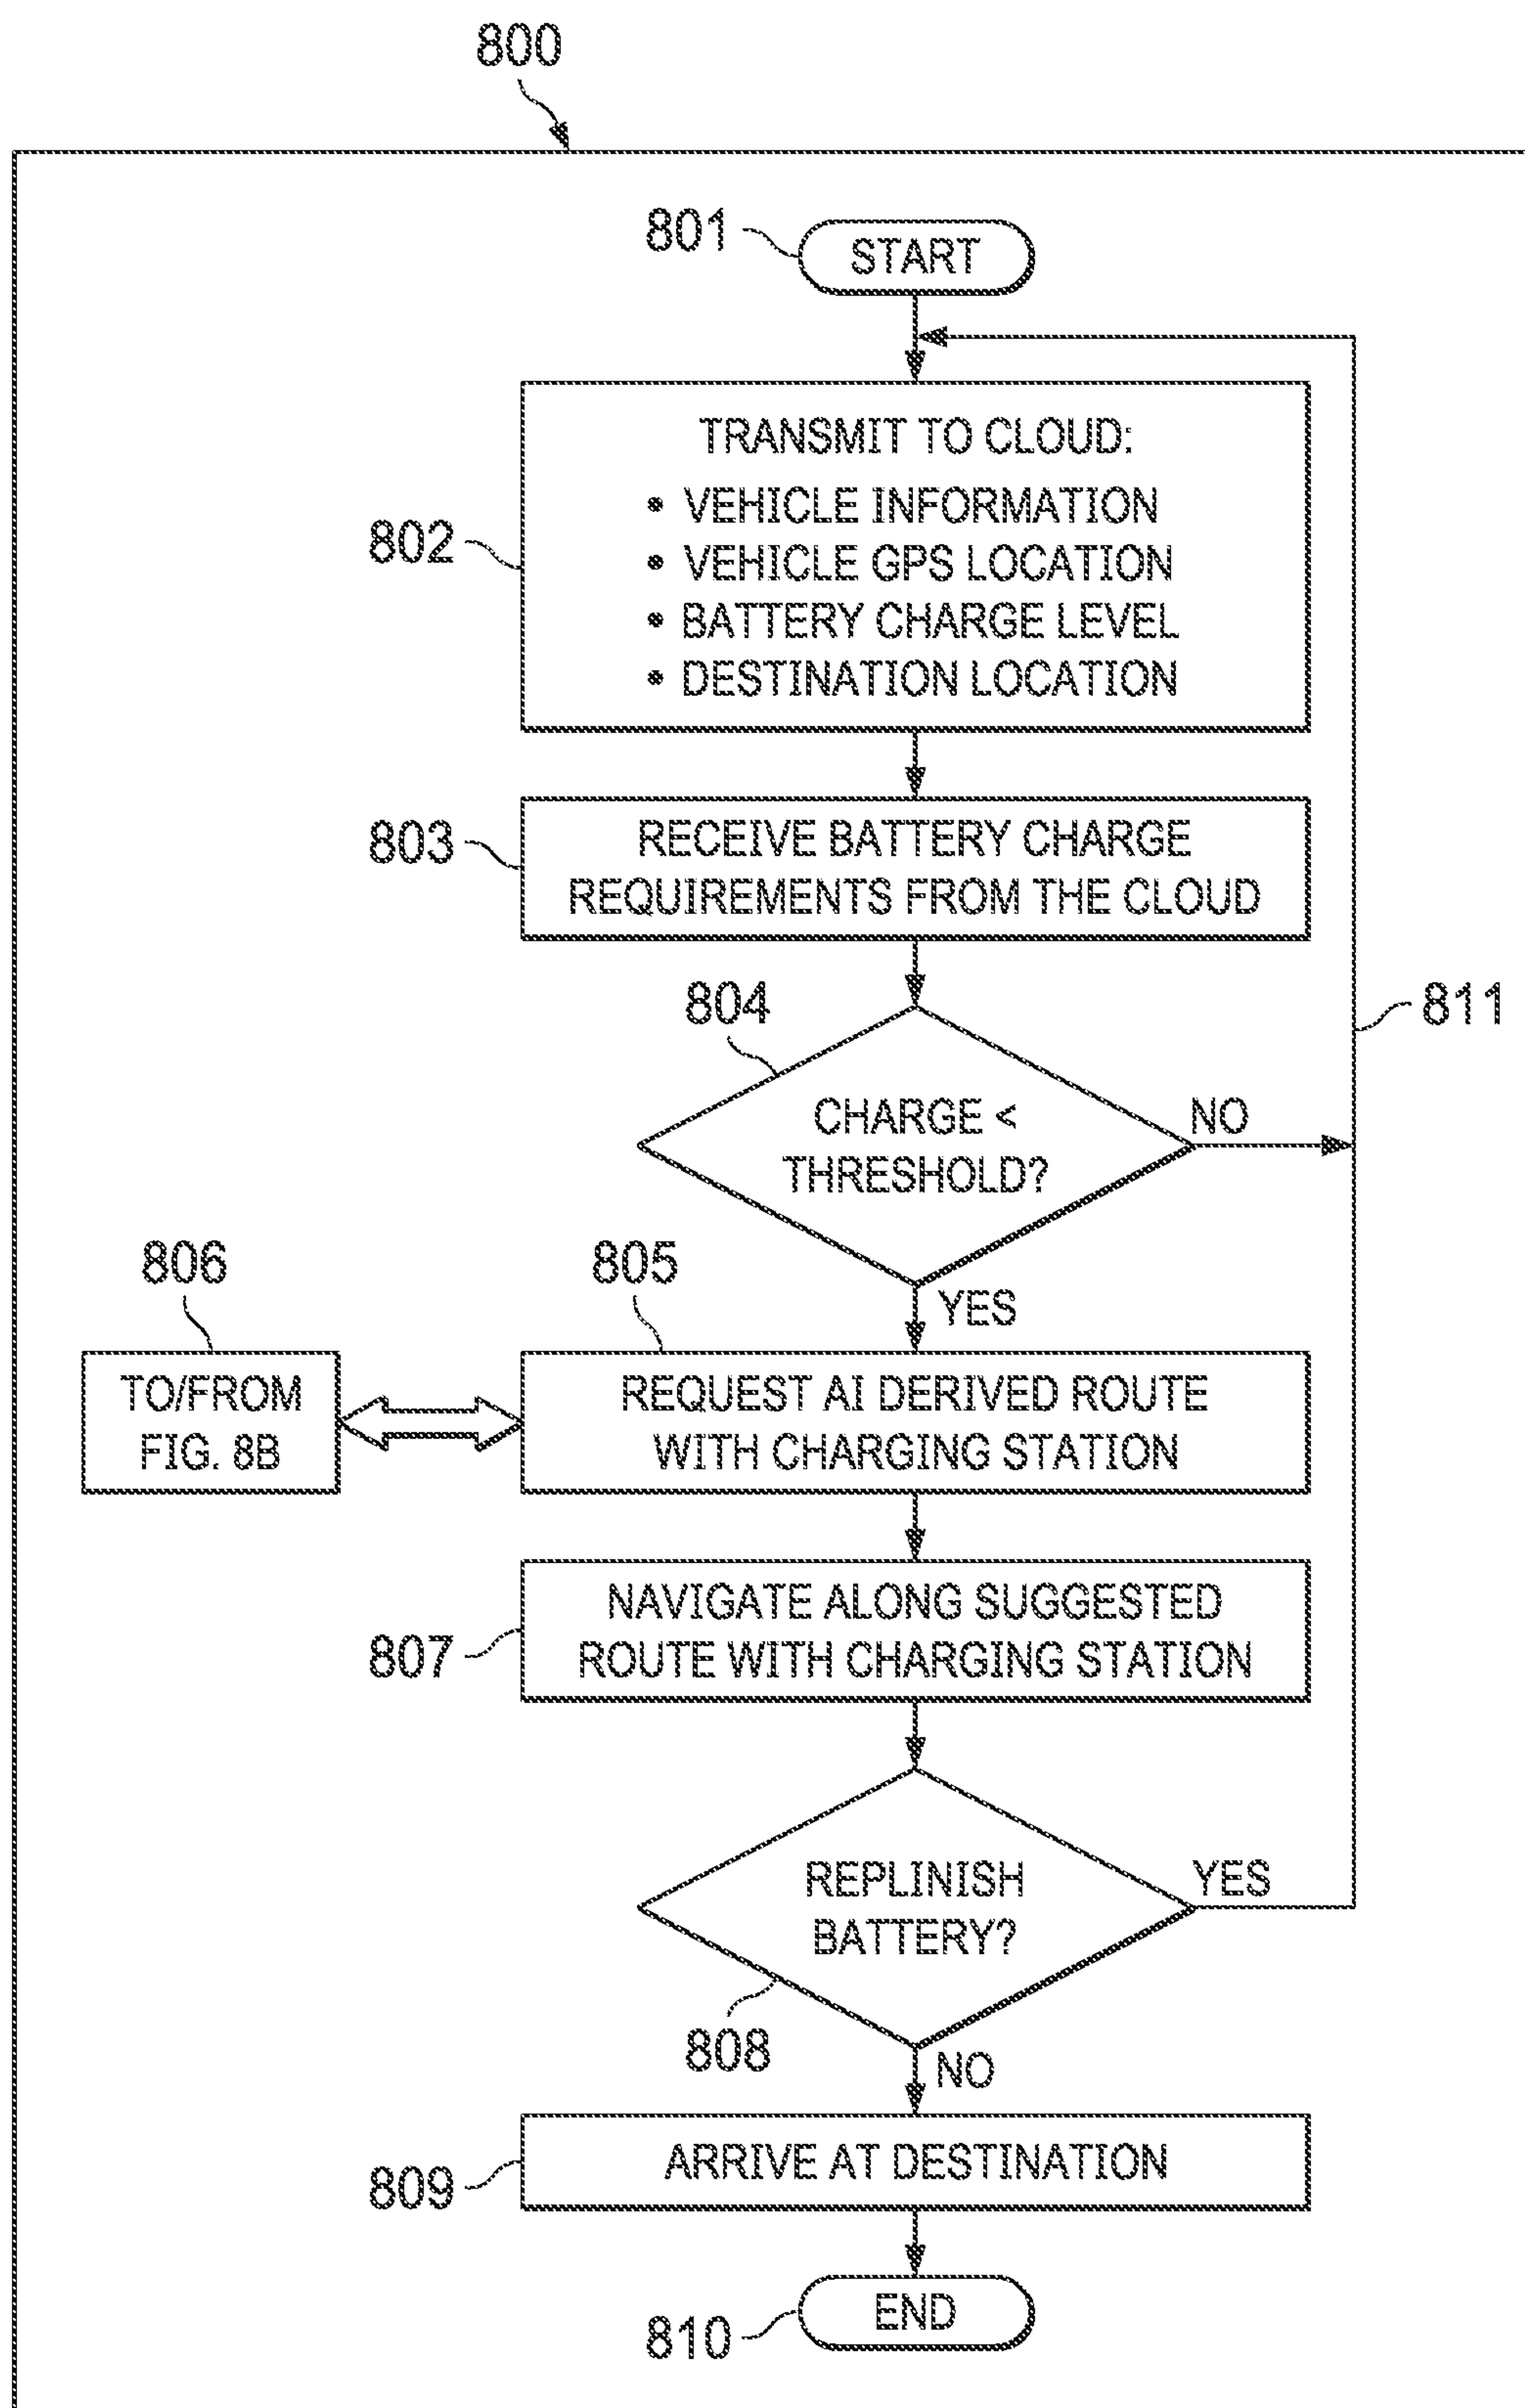 800
801
START
802
TRANSMIT TO CLOUD:
• VEHICLE INFORMATION
• VEHICLE GPS LOCATION
• BATTERY CHARGE LEVEL
• DESTINATION LOCATION
803
RECEIVE BATTERY CHARGE
REQUIREMENTS FROM THE CLOUD
804
811
CHARGE <
THRESHOLD?
NO
YES
806
805
TO/FROM
FIG. 8B
REQUEST AI DERIVED ROUTE
WITH CHARGING STATION
807
NAVIGATE ALONG SUGGESTED
ROUTE WITH CHARGING STATION
REPLINISH
BATTERY?
YES
808
NO
809
ARRIVE AT DESTINATION
810
END